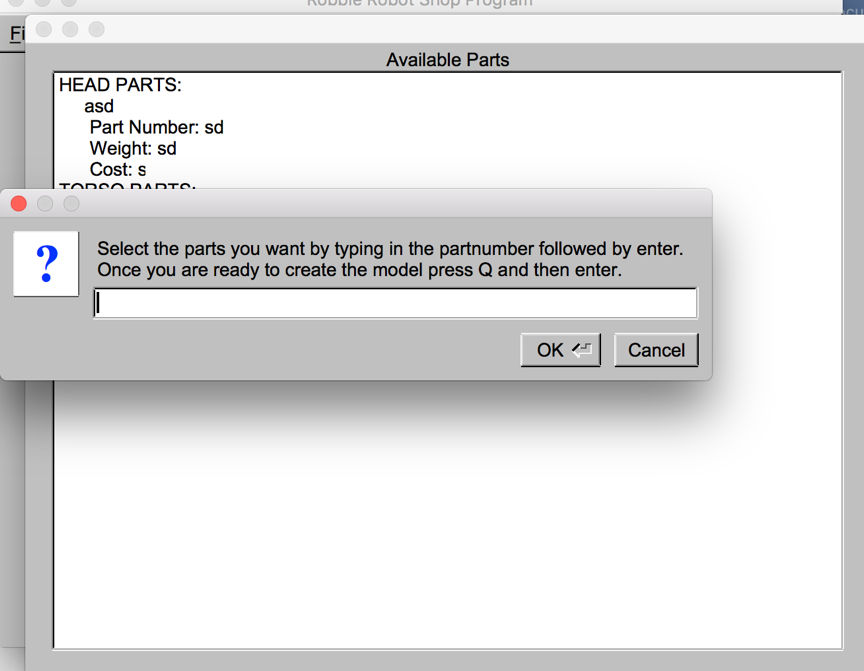 Robbie Robot Shop Program
Fi
Available Parts
HEAD PARTS:
asd
Part Number: sd
Weight: sd
Cost: s
TORSO PARTS:
?
Select the parts you want by typing in the partnumber followed by enter.
Once you are ready to create the model press Q and then enter.
OK
Cancel